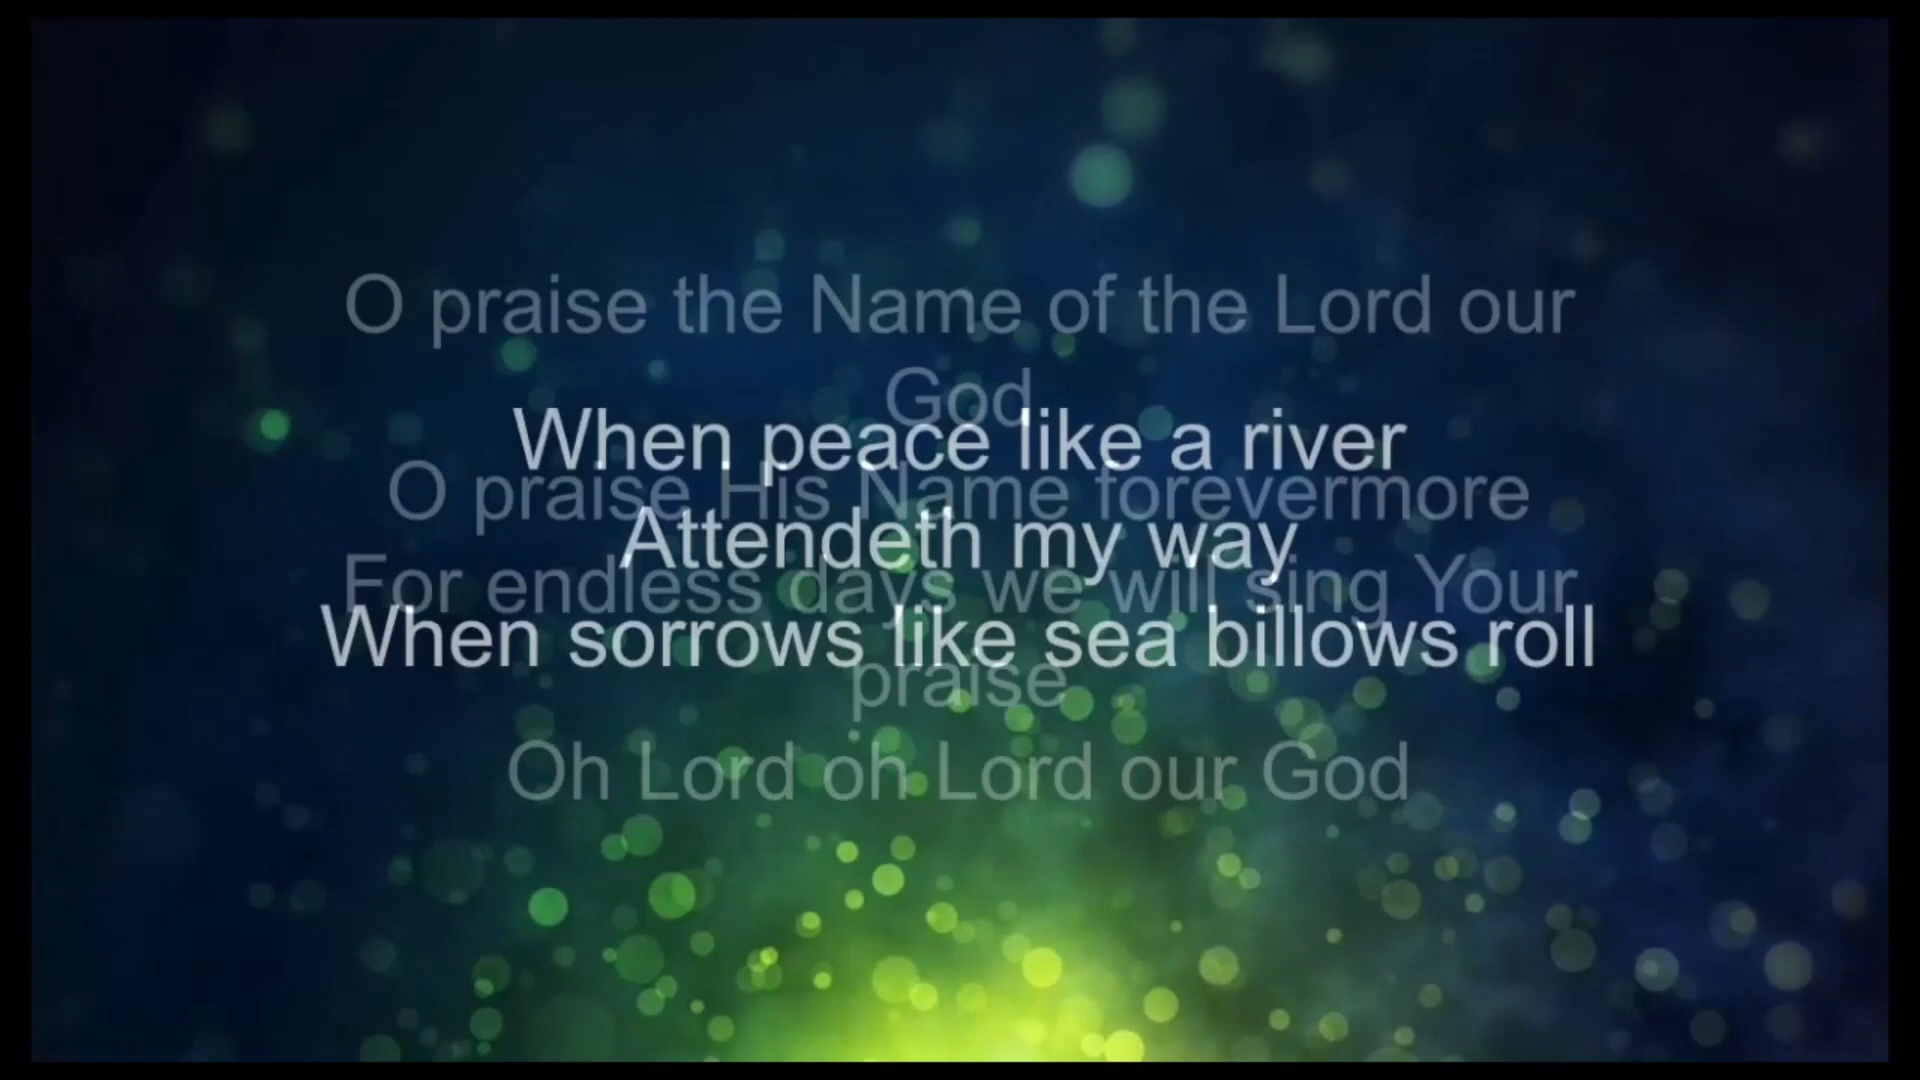 O praise the Name of the Lord our
God
When peace like a river
O praise His Name forevermore
Attendeth my way
For endless days we will sing Your
When sorrows like sea billows roll
praise
Oh Lord oh Lord our God